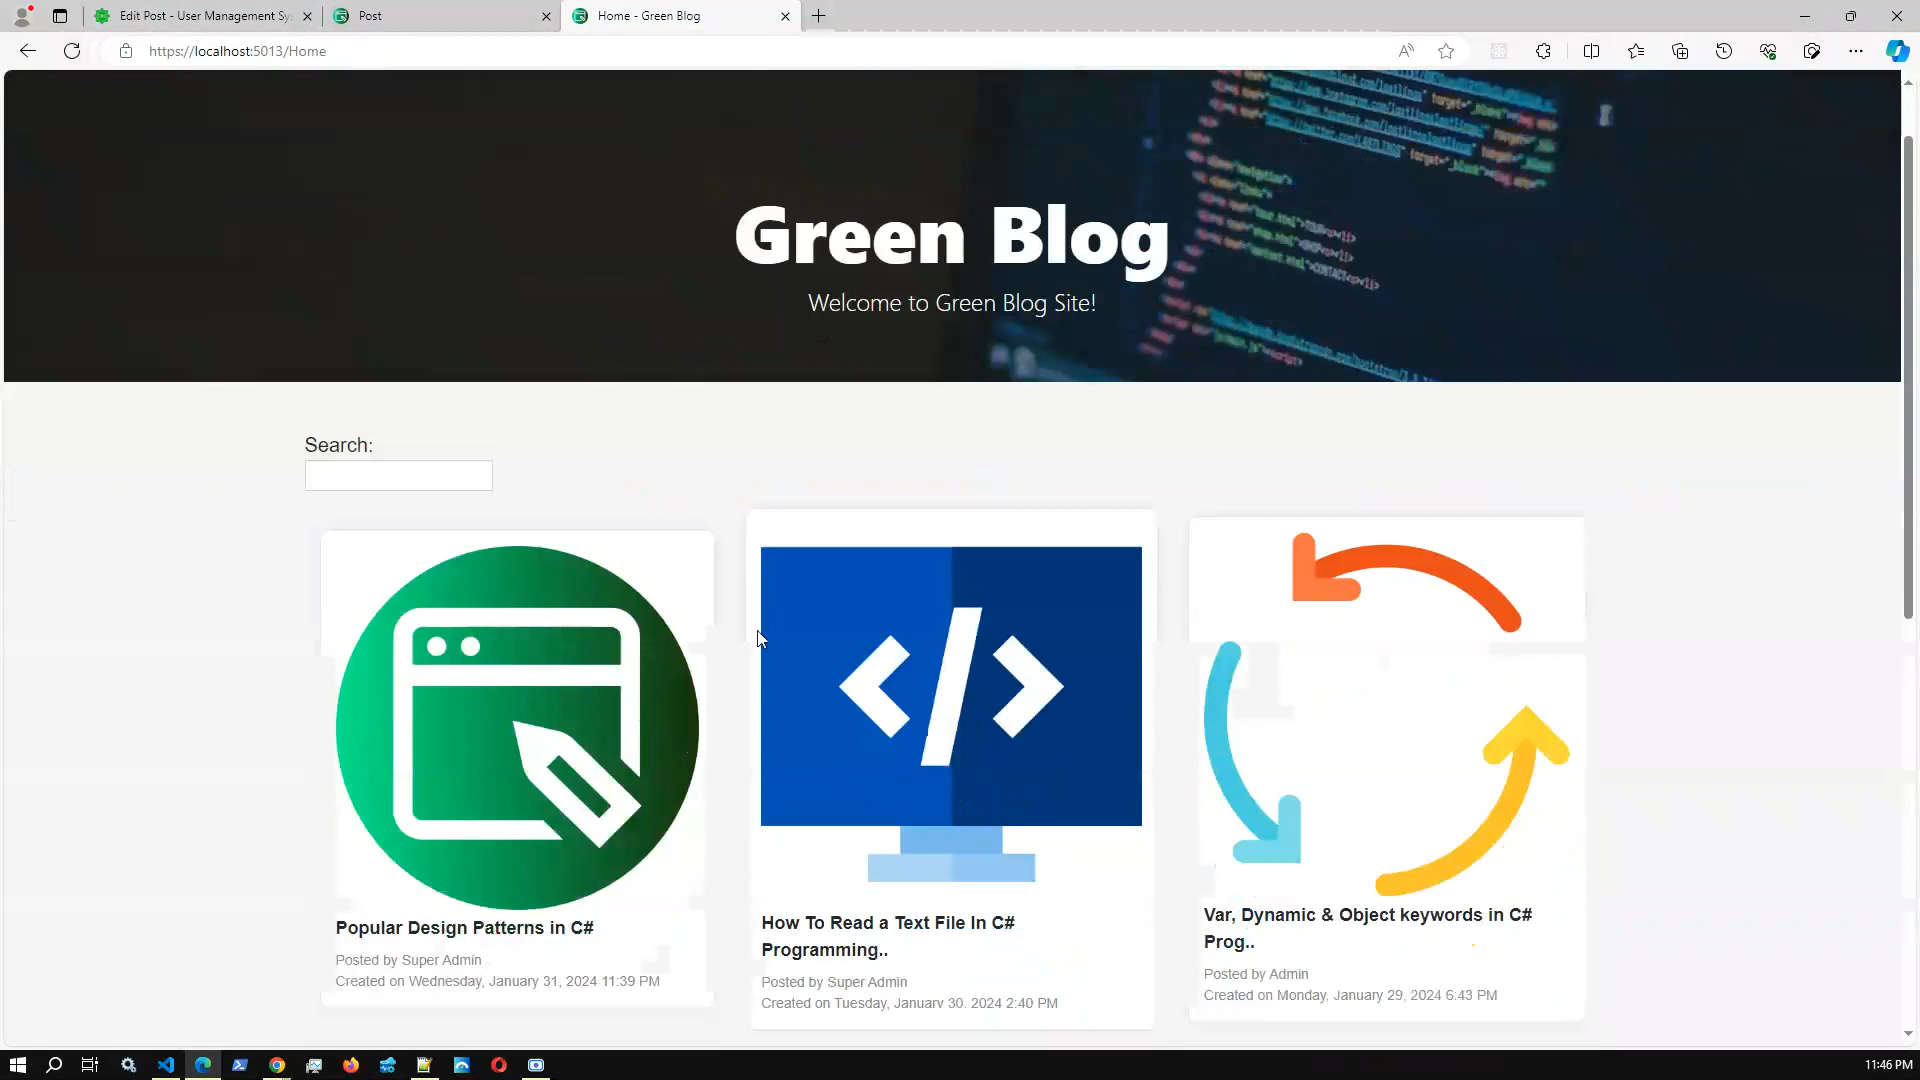 Edit Post - User Management Sy
Post
Home - Green Blog
https://localhost:5013/Home
Green Blog
Welcome to Green Blog Site!
Search:
Popular Design Patterns in C#
Posted by Super Admin
Created on Wednesday, January 31, 2024 11:39 PM
How To Read a Text File In C#
Programming..
Posted by Super Admin
Created on Tuesday, January 30, 2024 2:40 PM
Var, Dynamic & Object keywords in C#
Prog..
Posted by Admin
Created on Monday, January 29, 2024 6:43 PM
11:46 PM